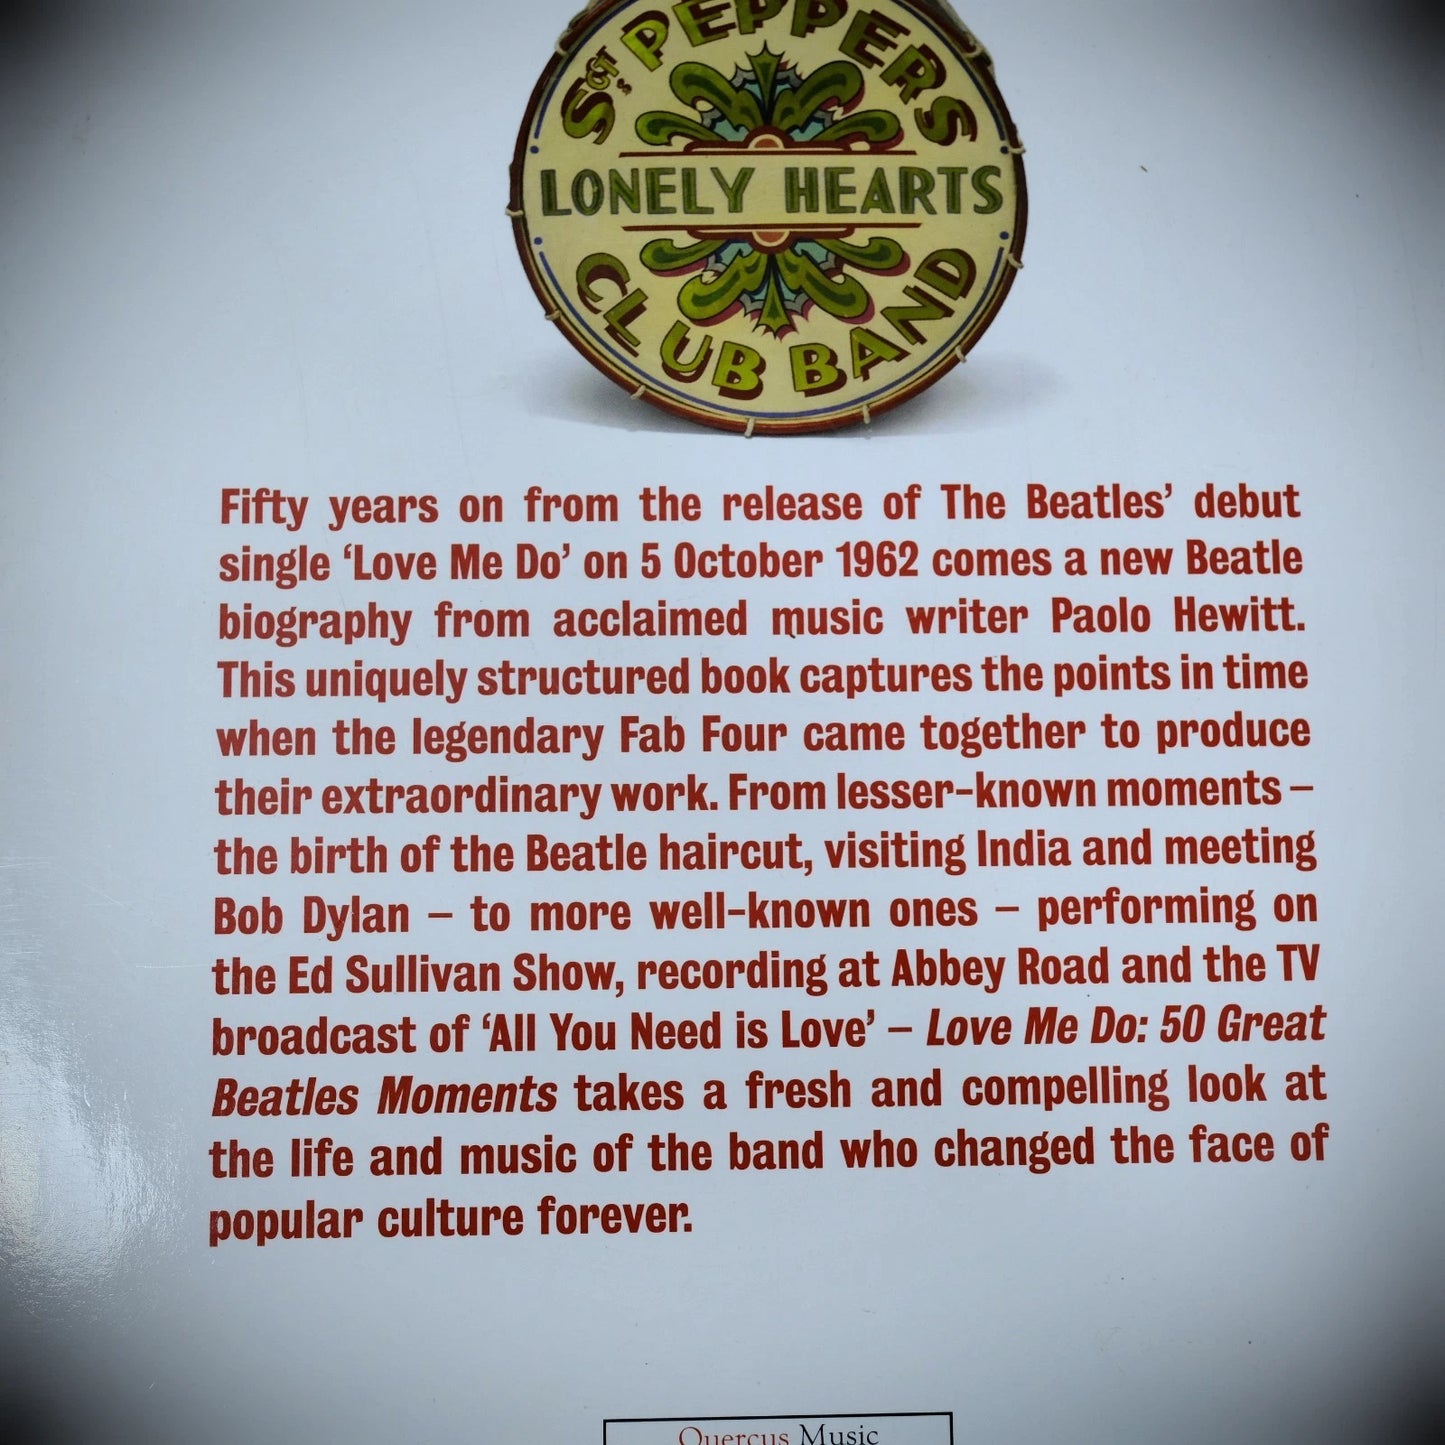 SGT. PEPPERS
LONELY HEARTS
CLUB BAND
Fifty years on from the release of The Beatles’ debut
single ‘Love Me Do’ on 5 October 1962 comes a new Beatle
biography from acclaimed music writer Paolo Hewitt.
This uniquely structured book captures the points in time
when the legendary Fab Four came together to produce
their extraordinary work. From lesser-known moments –
the birth of the Beatle haircut, visiting India and meeting
Bob Dylan – to more well-known ones – performing on
the Ed Sullivan Show, recording at Abbey Road and the TV
broadcast of ‘All You Need is Love’ – Love Me Do: 50 Great
Beatles Moments takes a fresh and compelling look at
the life and music of the band who changed the face of
popular culture forever.
Quercus Music